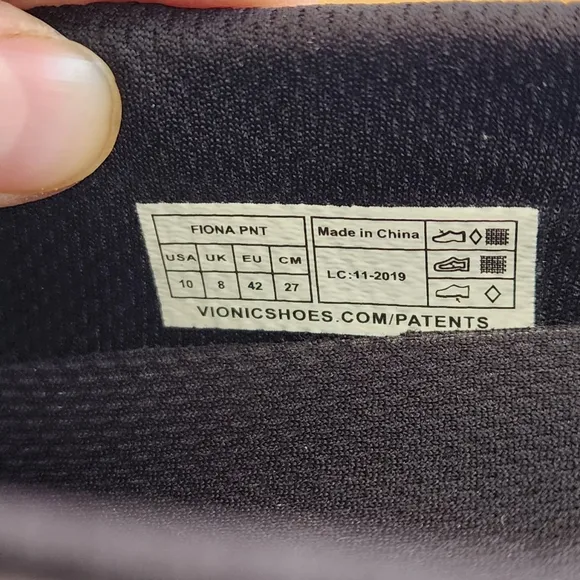 FIONA PNT
USA UK EU CM
10 8 42 27
Made in China
LC:11-2019
VIONICSHOES.COM/PATENTS